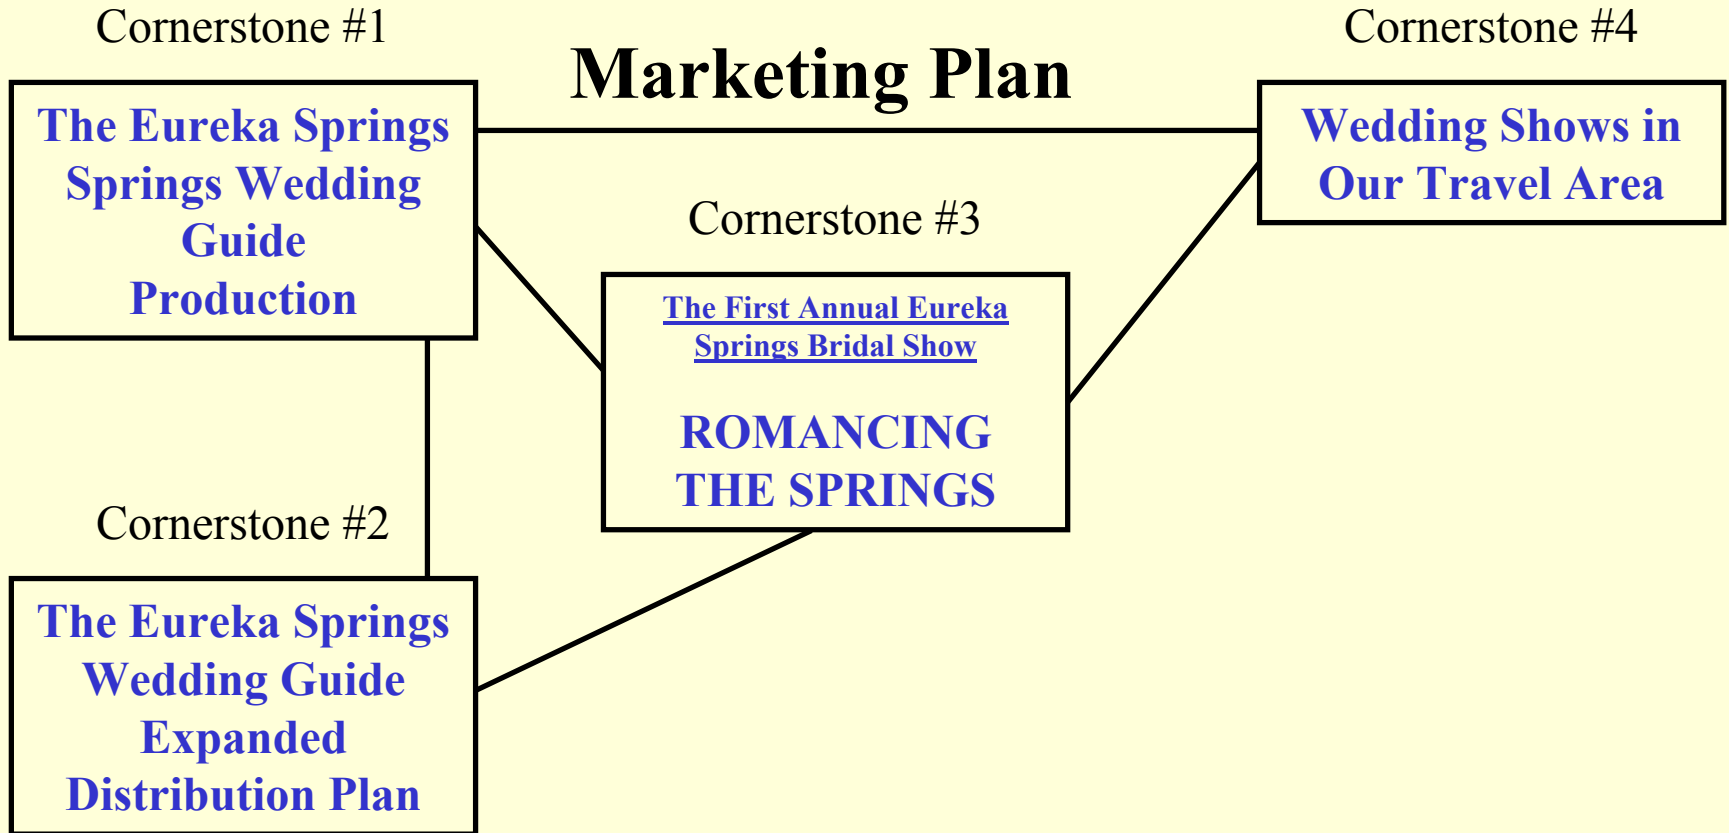 Marketing Plan
Cornerstone #1
The Eureka Springs
Springs Wedding
Guide
Production
Cornerstone #2
The Eureka Springs
Wedding Guide
Expanded
Distribution Plan
Cornerstone #3
The First Annual Eureka
Springs Bridal Show
ROMANCING
THE SPRINGS
Cornerstone #4
Wedding Shows in
Our Travel Area